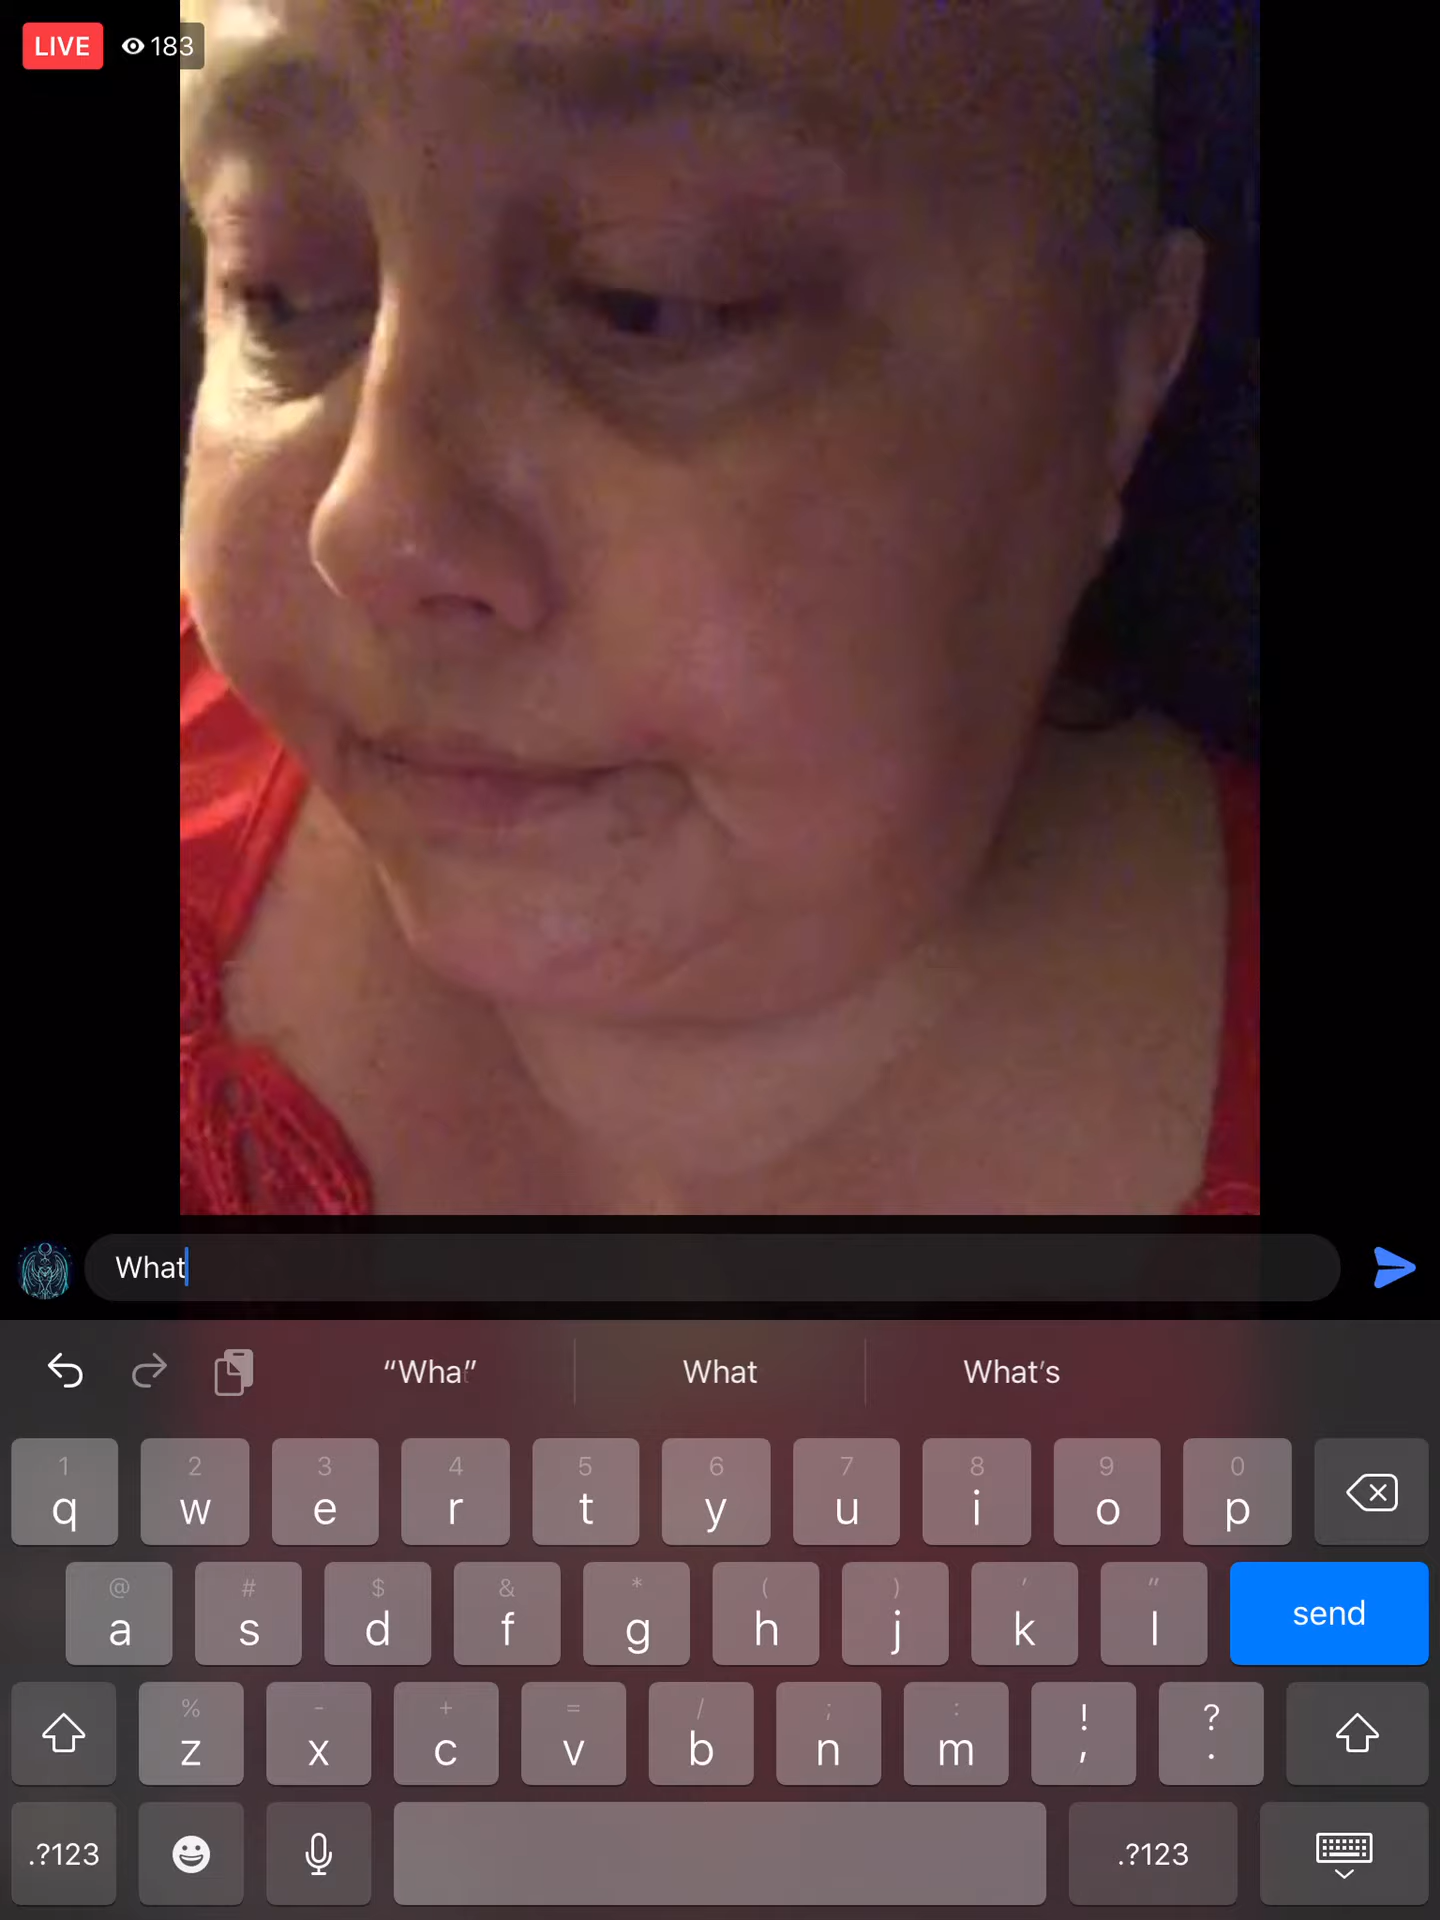 LIVE 183
What
“Wha” What What's
1 2 3 4 5 6 7 8 9 0
q w e r t y u i o p
@ # $ & * ( ) ' "
a s d f g h j k l send
% - + = / ; : ! ?
z x c v b n m , .
.?123 .?123